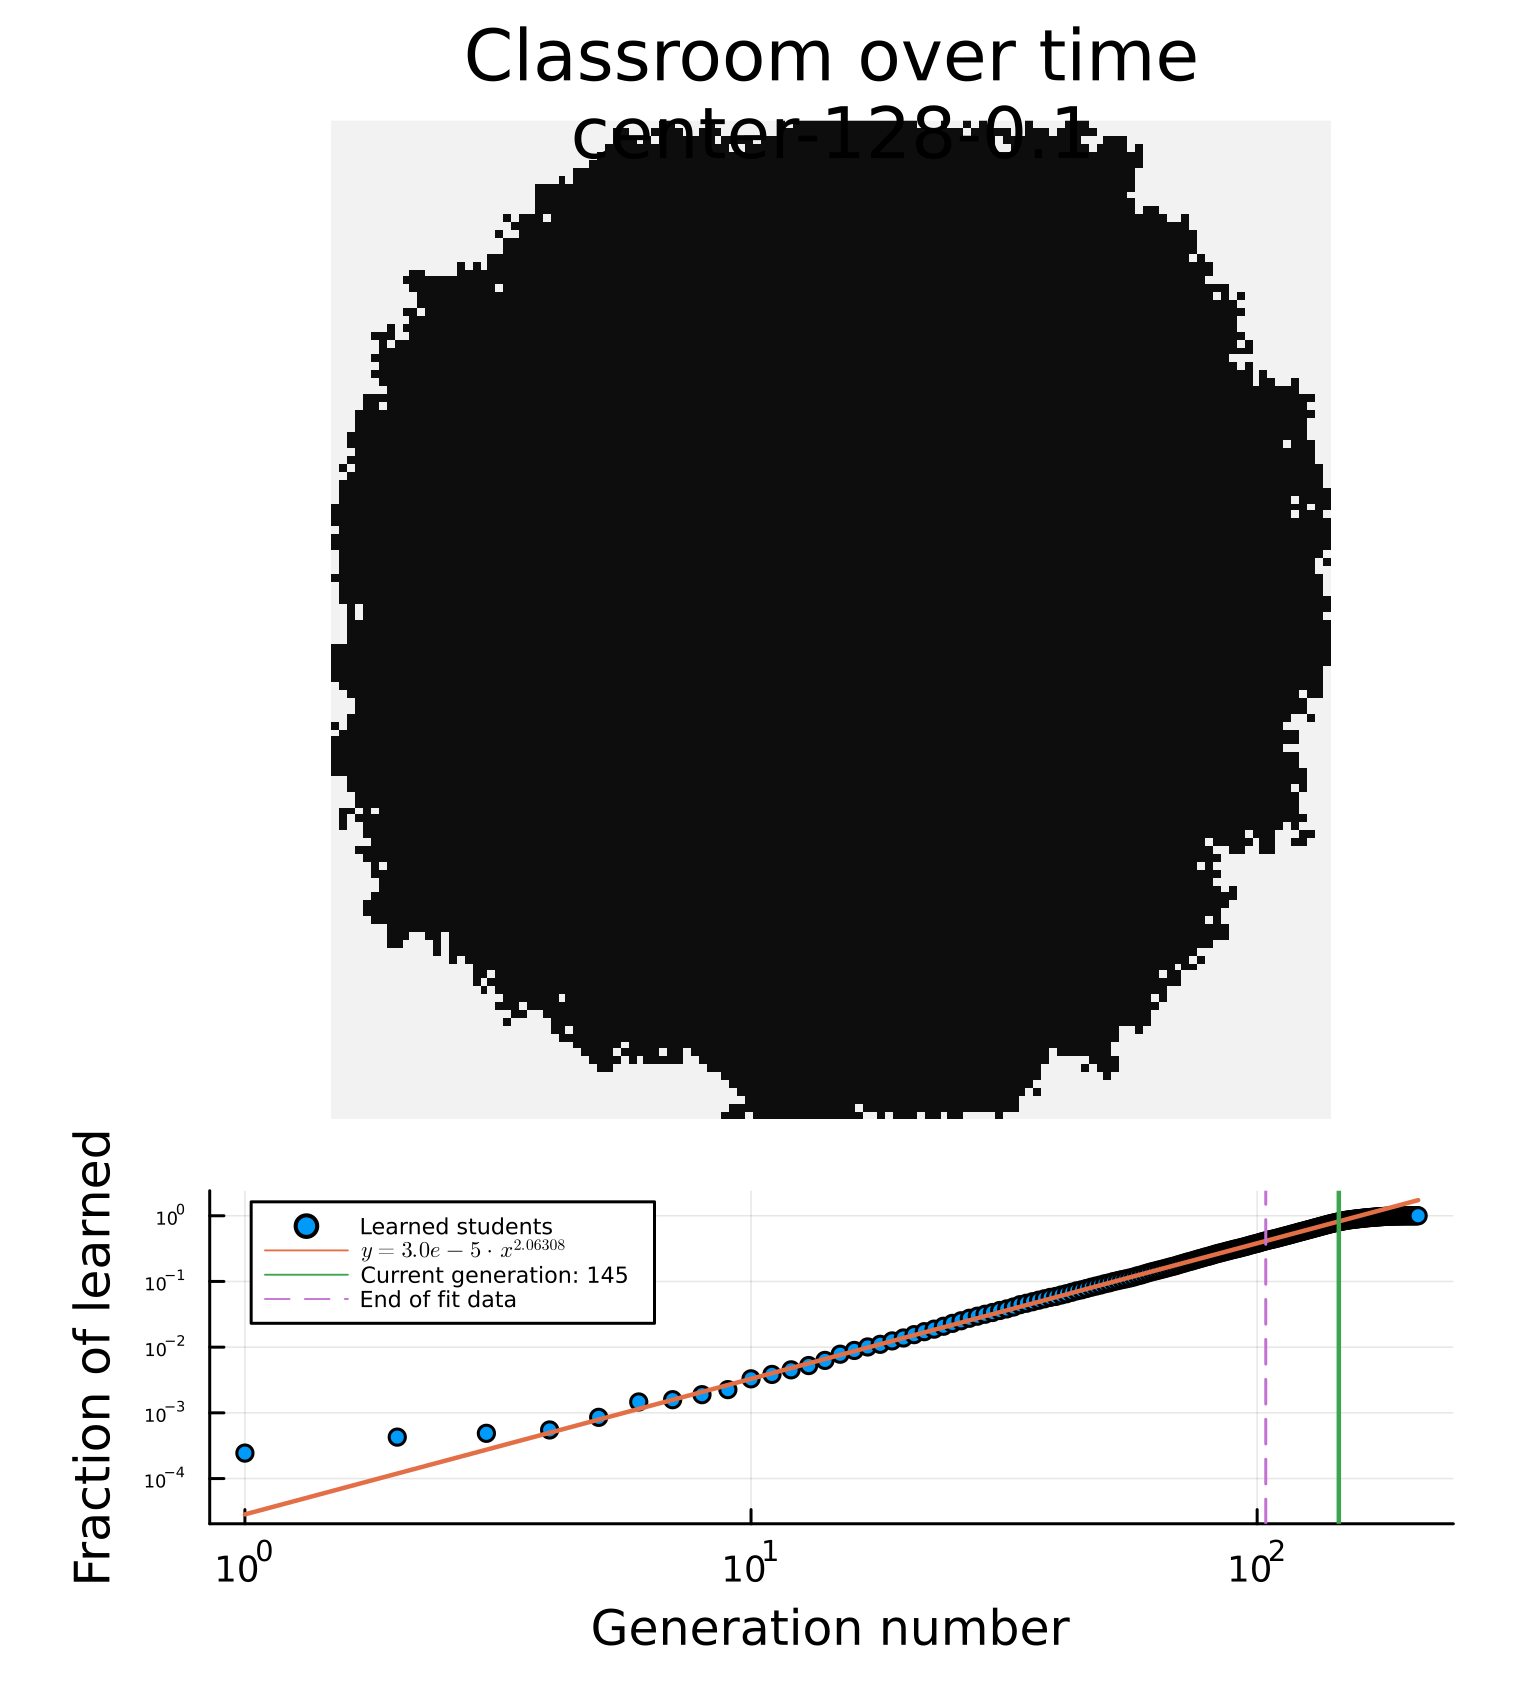 Classroom over time
center-128-0.1
Fraction of learned
10⁰
10⁻¹
10⁻²
10⁻³
10⁻⁴
Learned students
y = 3.0e − 5 · x^2.06308
Current generation: 145
End of fit data
10⁰ 10¹ 10²
Generation number